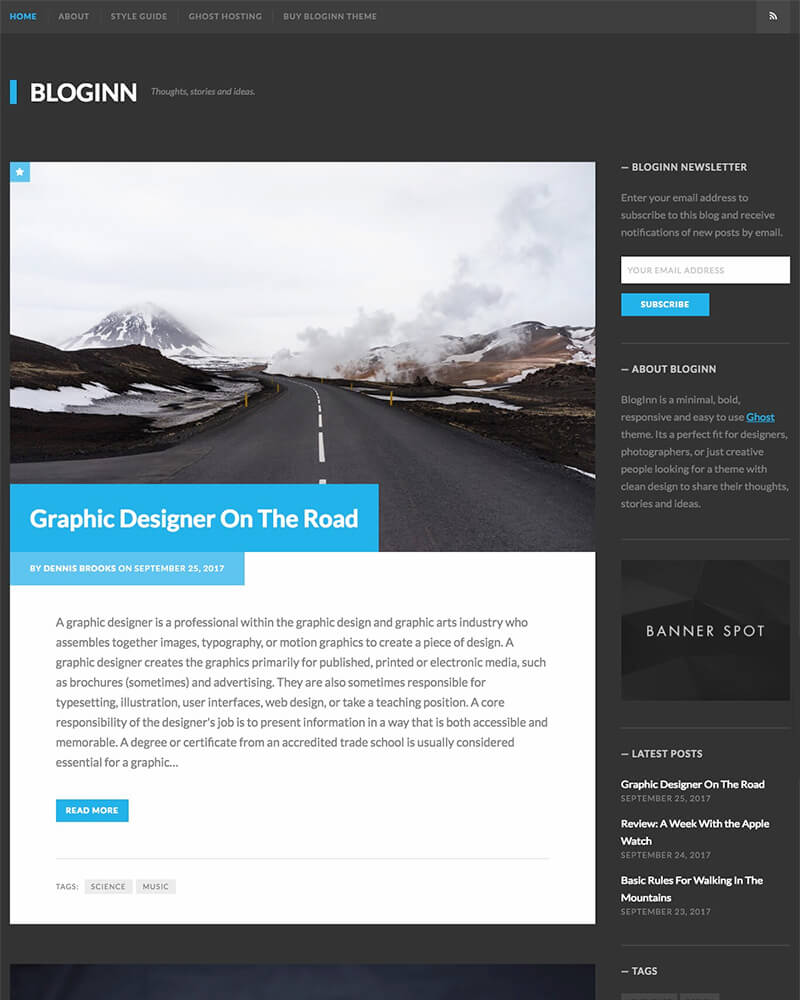 HOME ABOUT STYLE GUIDE GHOST HOSTING BUY BLOGINN THEME
BLOGINN Thoughts, stories and ideas.
Graphic Designer On The Road
BY DENNIS BROOKS ON SEPTEMBER 25, 2017
A graphic designer is a professional within the graphic design and graphic arts industry who
assembles together images, typography, or motion graphics to create a piece of design. A
graphic designer creates the graphics primarily for published, printed or electronic media, such
as brochures (sometimes) and advertising. They are also sometimes responsible for
typesetting, illustration, user interfaces, web design, or take a teaching position. A core
responsibility of the designer's job is to present information in a way that is both accessible and
memorable. A degree or certificate from an accredited trade school is usually considered
essential for a graphic...
READ MORE
TAGS: SCIENCE MUSIC
— BLOGINN NEWSLETTER
Enter your email address to
subscribe to this blog and receive
notifications of new posts by email.
YOUR EMAIL ADDRESS
SUBSCRIBE
— ABOUT BLOGINN
BlogInn is a minimal, bold,
responsive and easy to use Ghost
theme. Its a perfect fit for designers,
photographers, or just creative
people looking for a theme with
clean design to share their thoughts,
stories and ideas.
BANNER SPOT
— LATEST POSTS
Graphic Designer On The Road
SEPTEMBER 25, 2017
Review: A Week With the Apple
Watch
SEPTEMBER 24, 2017
Basic Rules For Walking In The
Mountains
SEPTEMBER 23, 2017
— TAGS